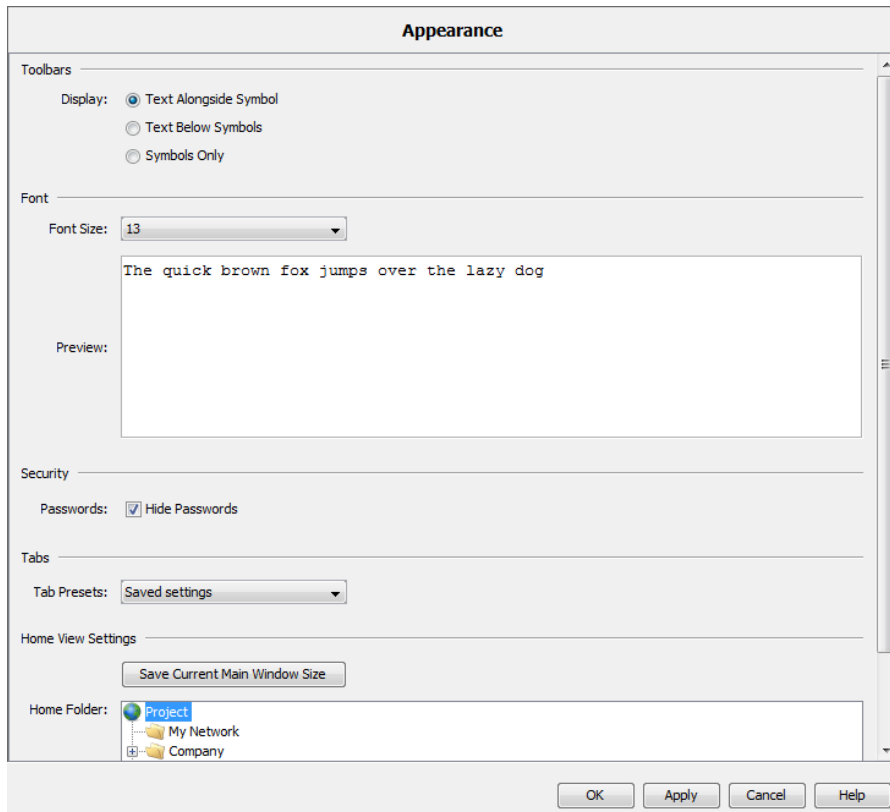 Appearance
Toolbars
Display: Text Alongside Symbol
Text Below Symbols
Symbols Only
Font
Font Size: 13
The quick brown fox jumps over the lazy dog
Preview:
Security
Passwords: Hide Passwords
Tabs
Tab Presets: Saved settings
Home View Settings
Save Current Main Window Size
Home Folder: Project
My Network
Company
OK Apply Cancel Help